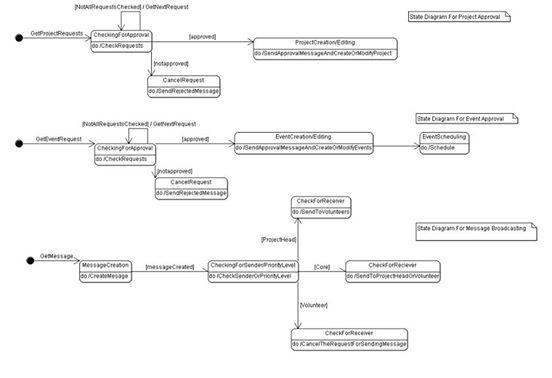 [NotAllRequestsChecked] / GetNextRequest
State Diagram For Project Approval
GetProjectRequests
CheckingForApproval
do /CheckRequests
[approved]
ProjectCreation/Editing
do /SendApprovalMessageAndCreateOrModifyProject
[notapproved]
CancelRequest
do /SendRejectedMessage
State Diagram For Event Approval
[NotAllRequestsChecked] / GetNextRequest
GetEventRequest
CheckingForApproval
do /CheckRequests
[approved]
EventCreation/Editing
do /SendApprovalMessageAndCreateOrModifyEvents
EventScheduling
do /Schedule
[notapproved]
CancelRequest
do /SendRejectedMessage
CheckForReceiver
do /SendToVolunteers
State Diagram For Message Broadcasting
[ProjectHead]
GetMessage
MessageCreation
do /CreateMesage
[messageCreated]
CheckingForSender/PriorityLevel
do /CheckSenderOrPriorityLevel
[Core]
CheckForReciever
do /SendToProjectHeadOrVolunteer
[Volunteer]
CheckForReceiver
do /CancelTheRequestForSendingMessage